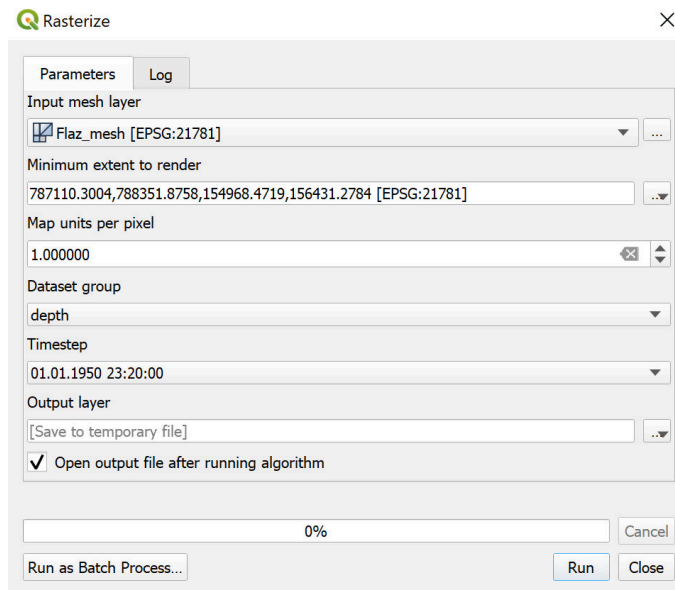 Rasterize
Parameters Log
Input mesh layer
Flaz_mesh [EPSG:21781] ...
Minimum extent to render
787110.3004,788351.8758,154968.4719,156431.2784 [EPSG:21781] ...
Map units per pixel
1.000000
Dataset group
depth
Timestep
01.01.1950 23:20:00
Output layer
[Save to temporary file] ...
Open output file after running algorithm
0% Cancel
Run as Batch Process... Run Close